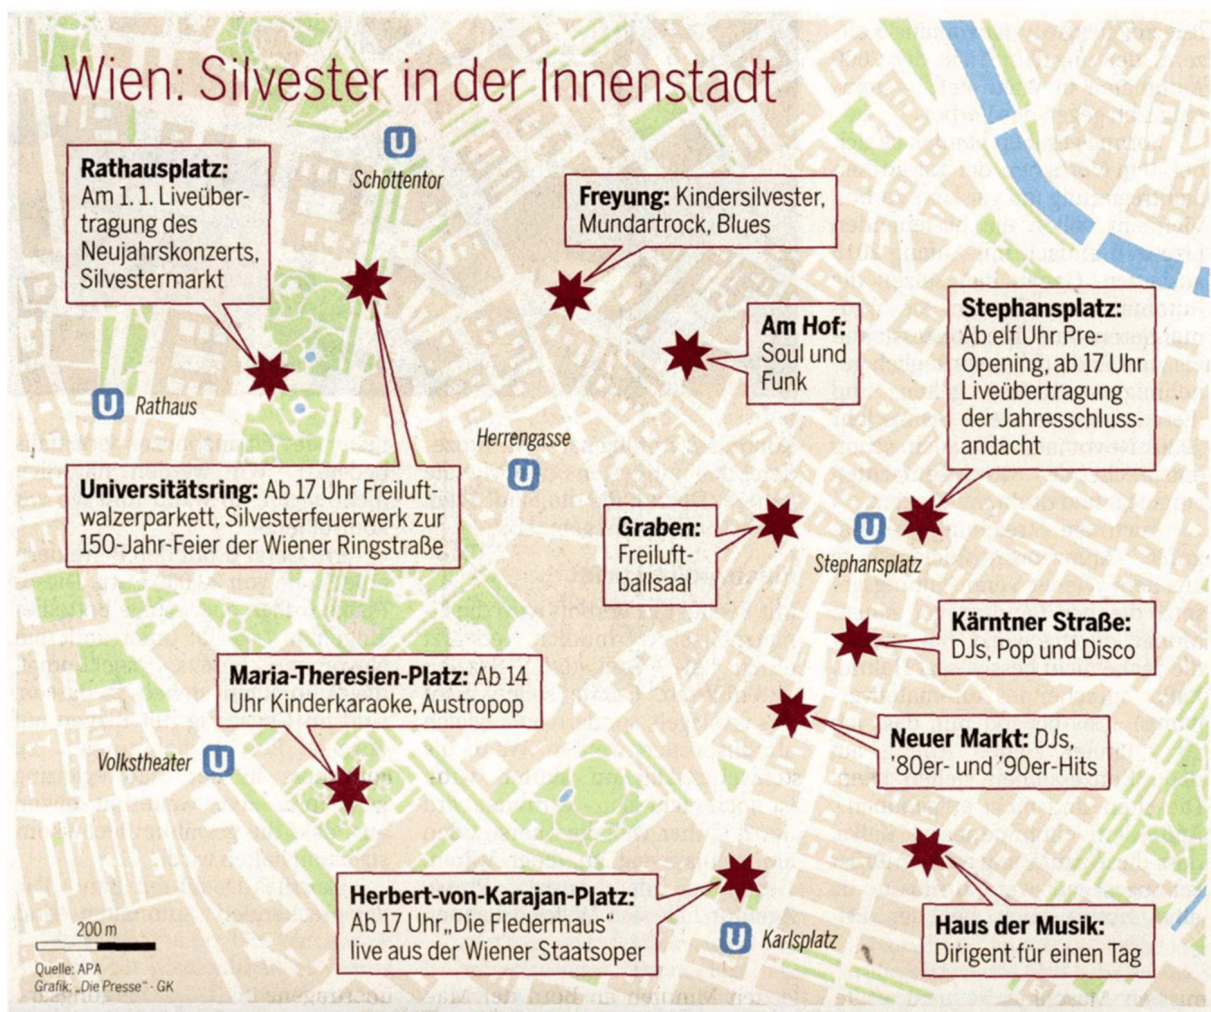 Wien: Silvester in der Innenstadt
U
Schottentor
Rathausplatz:
Am 1. 1. Liveüber-
tragung des
Neujahrskonzerts,
Silvestermarkt
Freyung: Kindersilvester,
Mundartrock, Blues
Am Hof:
Soul und
Funk
Stephansplatz:
Ab elf Uhr Pre-
Opening, ab 17 Uhr
Liveübertragung
der Jahresschluss-
andacht
U Rathaus
Herrengasse
U
Universitätsring: Ab 17 Uhr Freiluft-
walzerparkett, Silvesterfeuerwerk zur
150-Jahr-Feier der Wiener Ringstraße
Graben:
Freiluft-
ballsaal
U
Stephansplatz
Kärntner Straße:
DJs, Pop und Disco
Maria-Theresien-Platz: Ab 14
Uhr Kinderkaraoke, Austropop
Neuer Markt: DJs,
'80er- und '90er-Hits
Volkstheater U
Herbert-von-Karajan-Platz:
Ab 17 Uhr „Die Fledermaus“
live aus der Wiener Staatsoper
U Karlsplatz
Haus der Musik:
Dirigent für einen Tag
200 m
Quelle: APA
Grafik: „Die Presse“ · GK